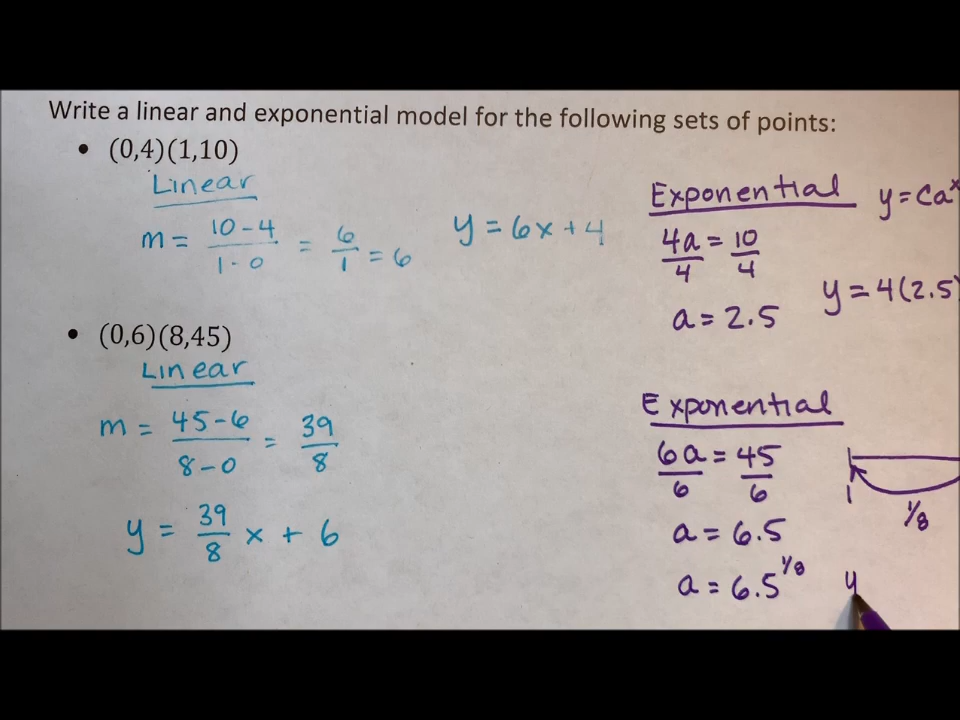 Write a linear and exponential model for the following sets of points:
• (0,4)(1,10)
Linear
m = 10-4/1-0 = 6/1 = 6
y = 6x + 4
Exponential
y = Ca^x
4a/4 = 10/4
a = 2.5
y = 4(2.5)
• (0,6)(8,45)
Linear
m = 45-6/8-0 = 39/8
y = 39/8 x + 6
Exponential
6a/6 = 45/6
a = 6.5
a = 6.5^1/8
1
1/8
y